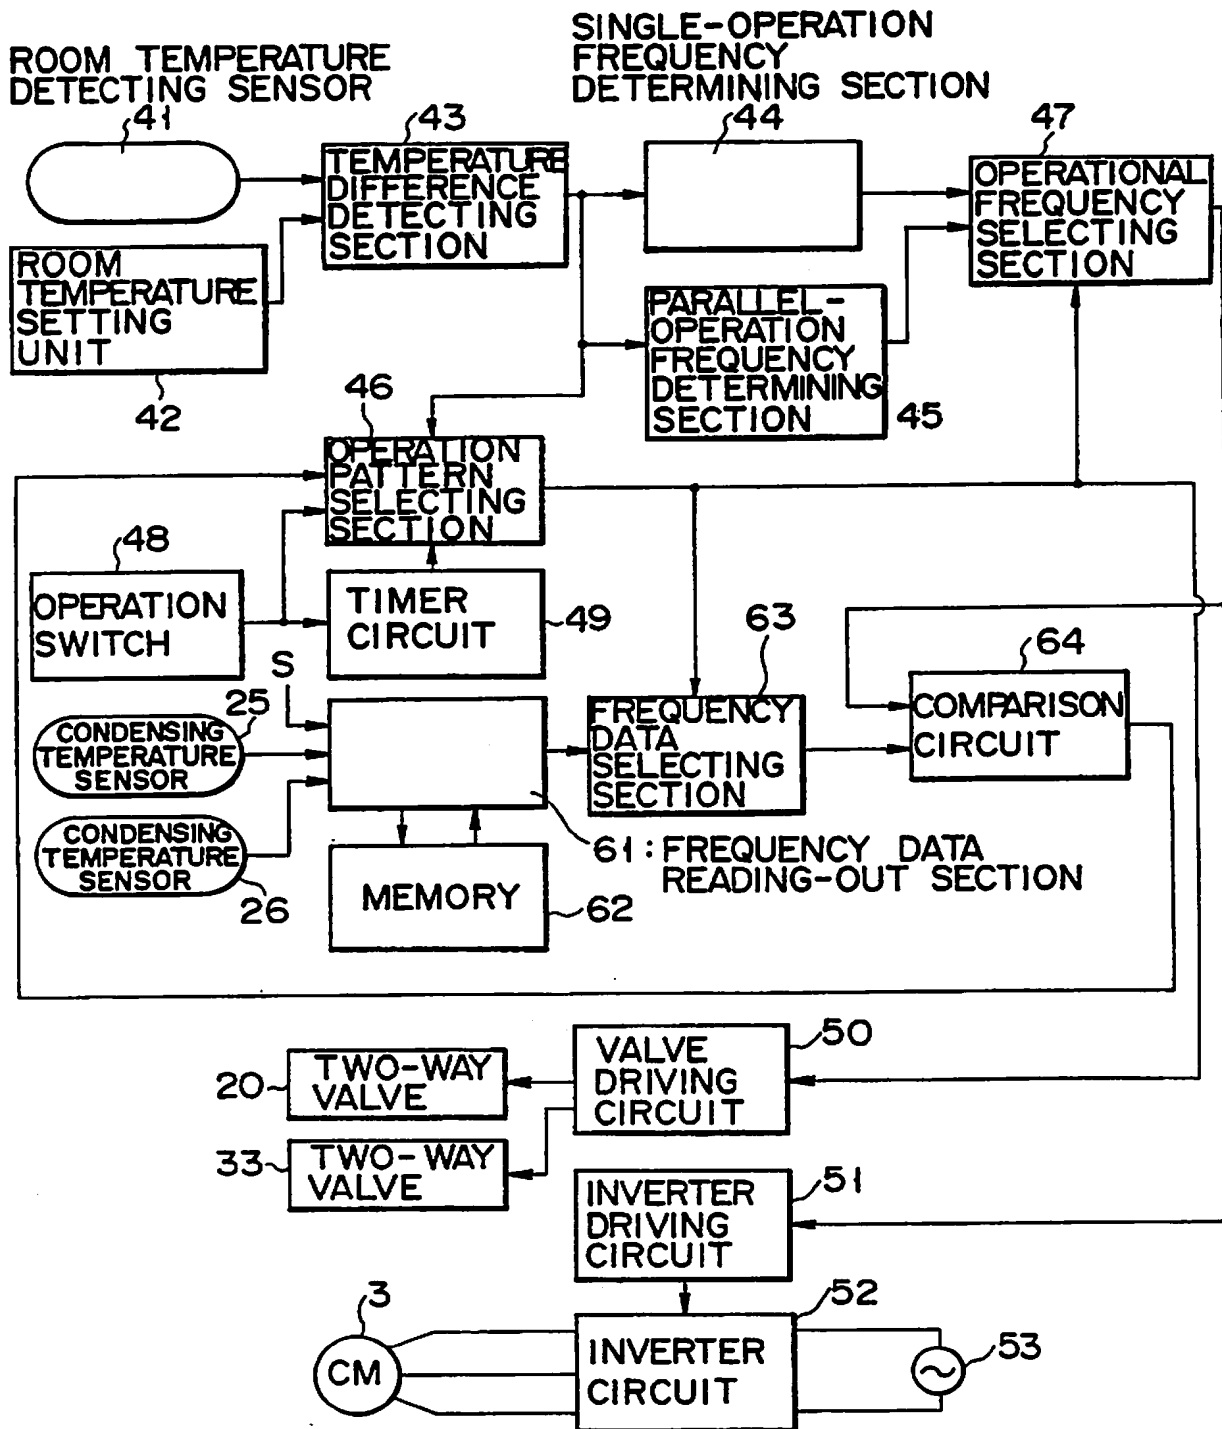 SINGLE-OPERATION
FREQUENCY
DETERMINING SECTION
ROOM TEMPERATURE
DETECTING SENSOR
41
43
44
47
TEMPERATURE
DIFFERENCE
DETECTING
SECTION
OPERATIONAL
FREQUENCY
SELECTING
SECTION
ROOM
TEMPERATURE
SETTING
UNIT
42
PARALLEL-
OPERATION
FREQUENCY
DETERMINING
SECTION
45
46
OPERATION
PATTERN
SELECTING
SECTION
48
OPERATION
SWITCH
TIMER
CIRCUIT
49
63
64
S
25
CONDENSING
TEMPERATURE
SENSOR
FREQUENCY
DATA
SELECTING
SECTION
COMPARISON
CIRCUIT
CONDENSING
TEMPERATURE
SENSOR
26
61: FREQUENCY DATA
READING-OUT SECTION
MEMORY
62
50
VALVE
DRIVING
CIRCUIT
20
TWO-WAY
VALVE
33
TWO-WAY
VALVE
51
INVERTER
DRIVING
CIRCUIT
3
CM
52
INVERTER
CIRCUIT
53